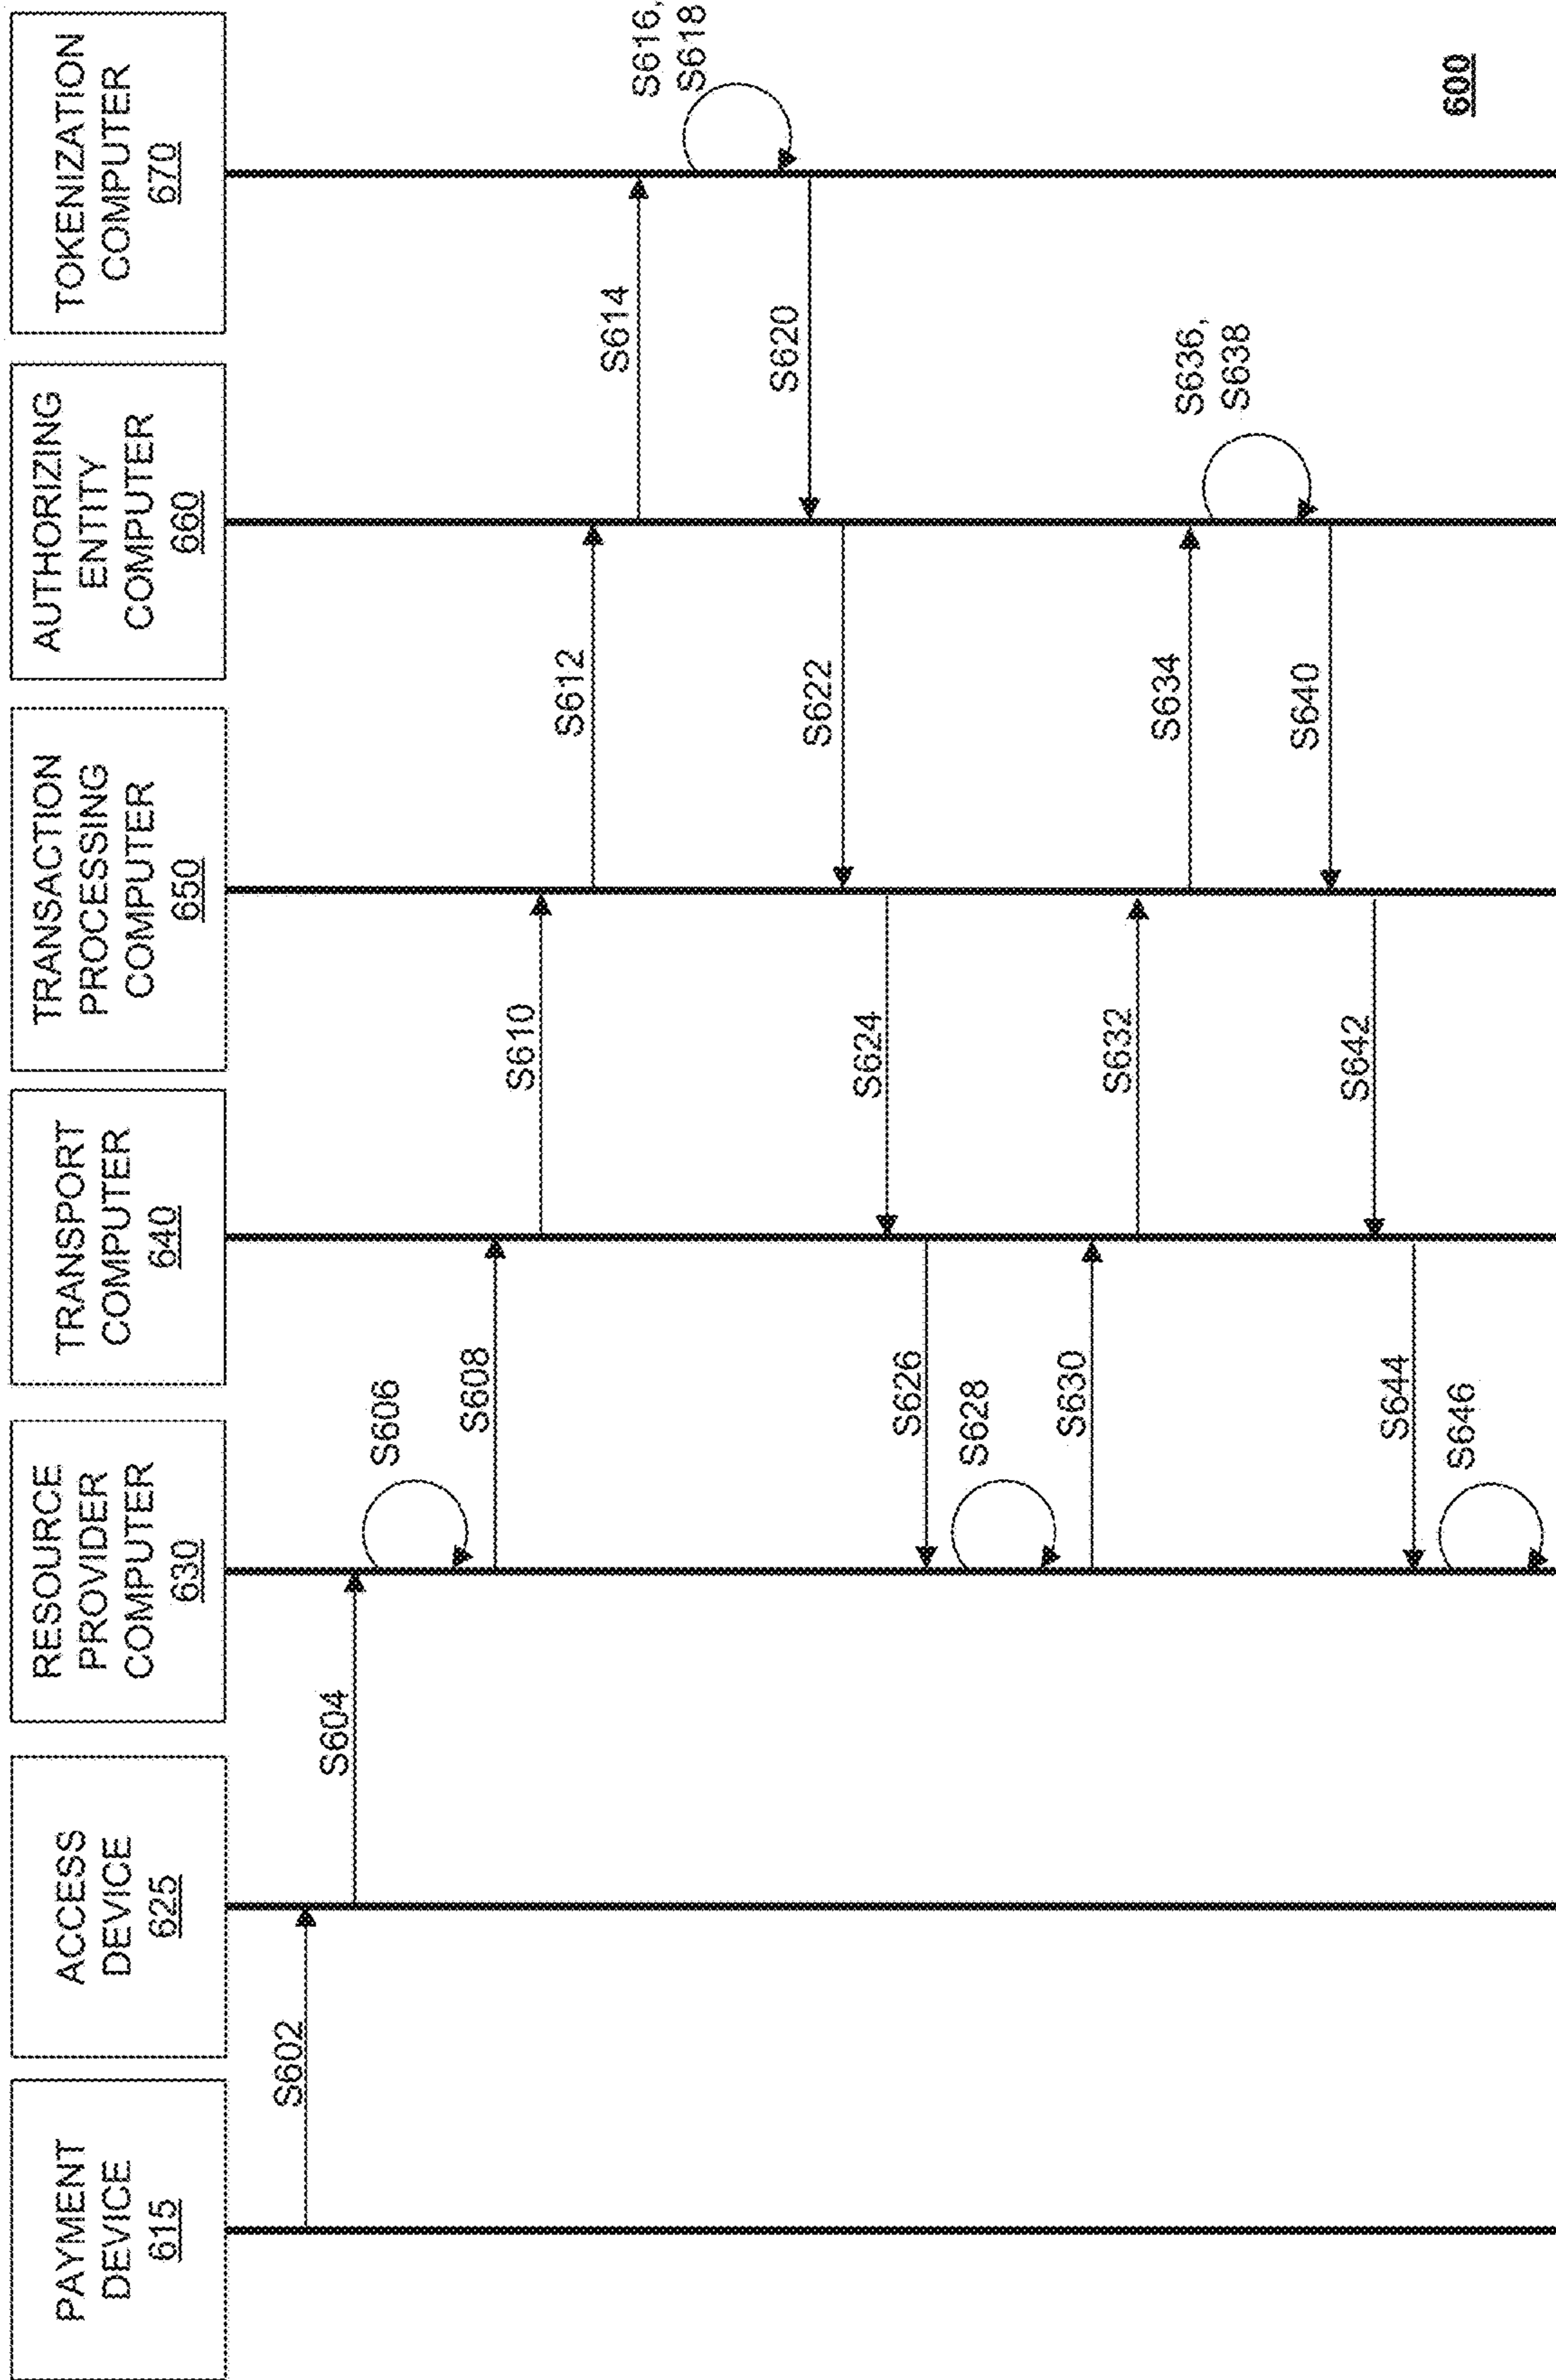 PAYMENT
DEVICE
615
ACCESS
DEVICE
625
RESOURCE
PROVIDER
COMPUTER
630
TRANSPORT
COMPUTER
640
TRANSACTION
PROCESSING
COMPUTER
650
AUTHORIZING
ENTITY
COMPUTER
660
TOKENIZATION
COMPUTER
670
S602
S604
S606
S608
S610
S612
S614
S616,
S618
S620
S622
S624
S626
S628
S630
S632
S634
S636,
S638
S640
S642
S644
S646
600